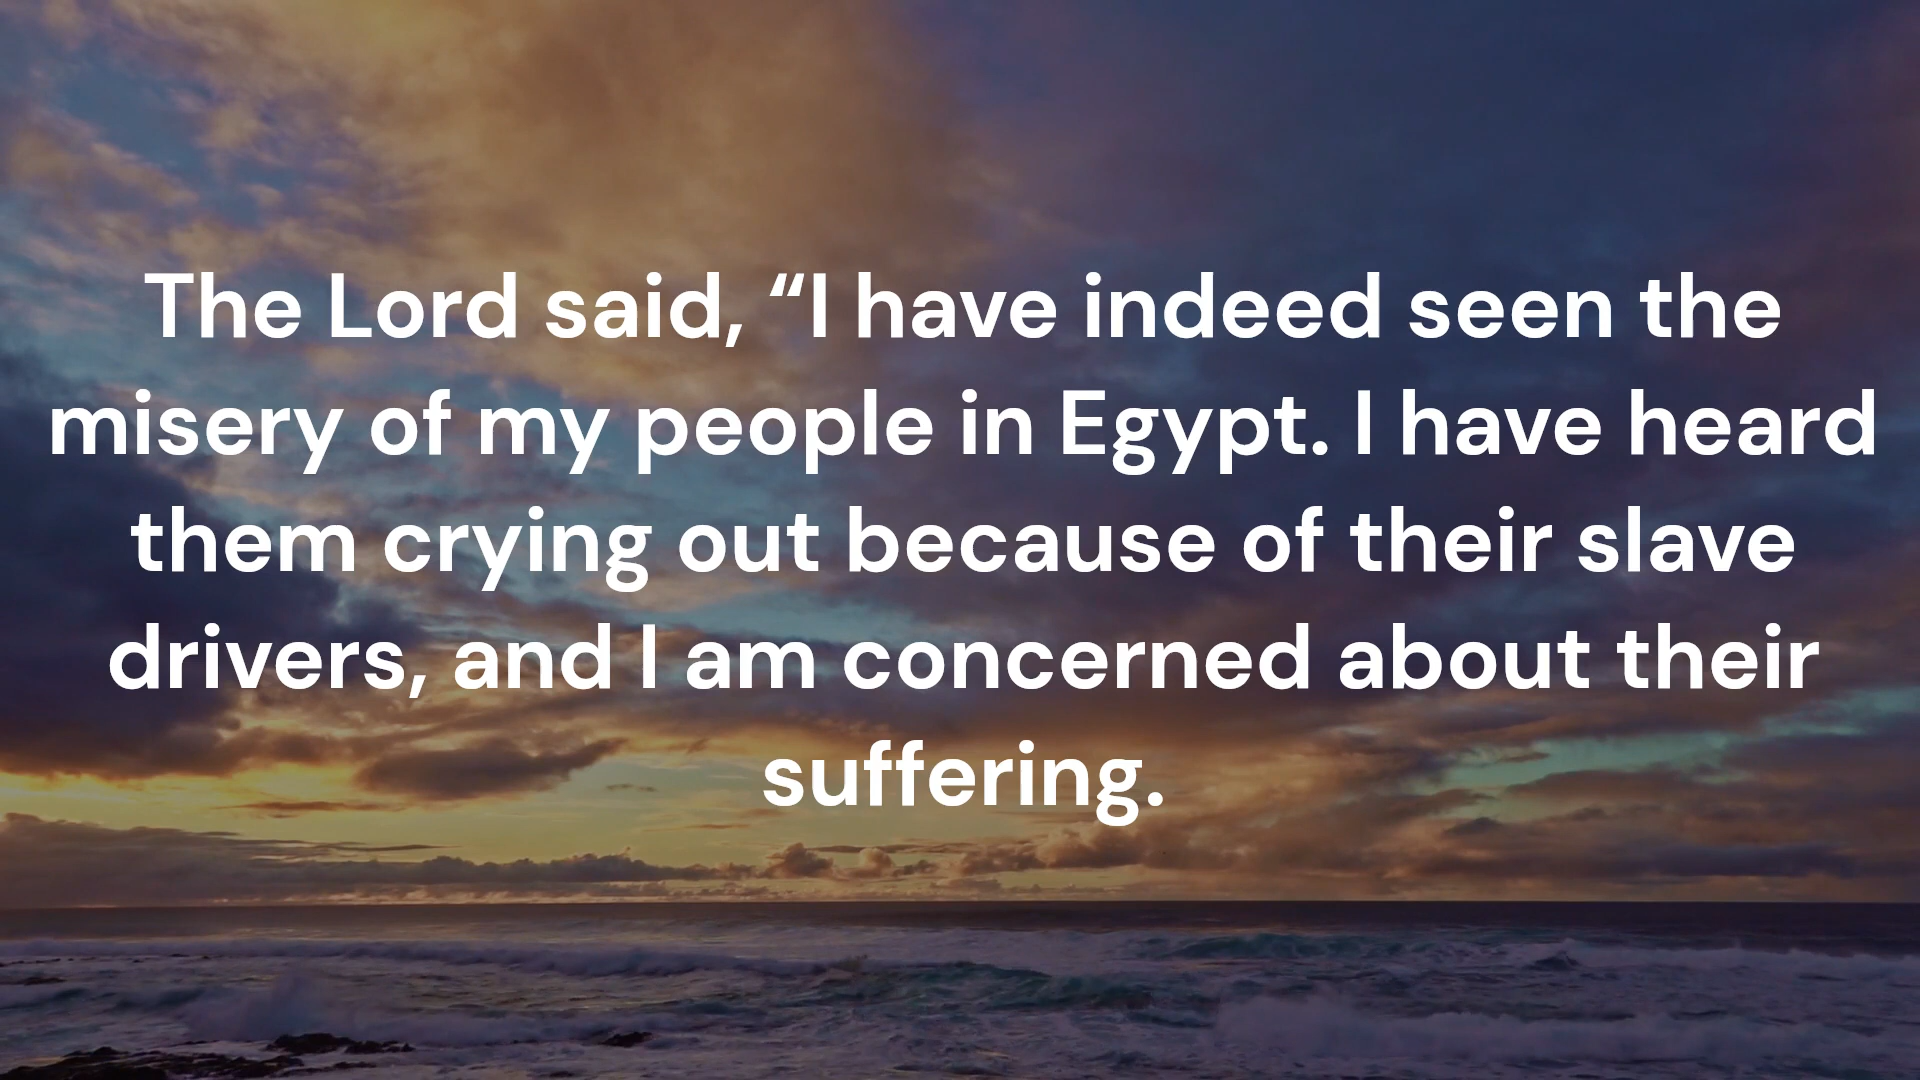 The Lord said, “I have indeed seen the
misery of my people in Egypt. I have heard
them crying out because of their slave
drivers, and I am concerned about their
suffering.